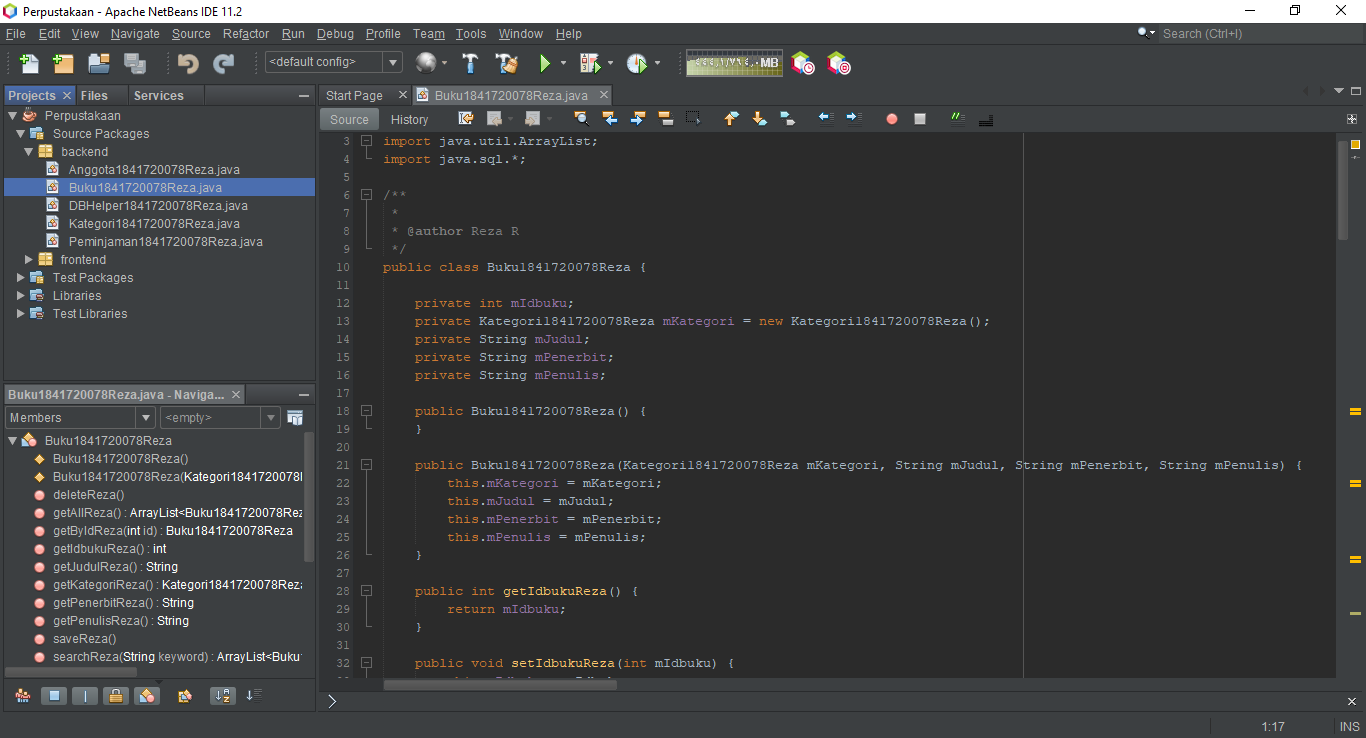 Perpustakaan - Apache NetBeans IDE 11.2
File Edit View Navigate Source Refactor Run Debug Profile Team Tools Window Help
Search (Ctrl+I)
<default config>
MB
Projects
Files
Services
Perpustakaan
Source Packages
backend
Anggota1841720078Reza.java
Buku1841720078Reza.java
DBHelper1841720078Reza.java
Kategori1841720078Reza.java
Peminjaman1841720078Reza.java
frontend
Test Packages
Libraries
Test Libraries
Buku1841720078Reza.java - Naviga...
Members
<empty>
Buku1841720078Reza
Buku1841720078Reza()
Buku1841720078Reza(Kategori1841720078
deleteReza()
getAllReza() : ArrayList<Buku1841720078Rez
getByIdReza(int id) : Buku1841720078Reza
getIdbukuReza() : int
getJudulReza() : String
getKategoriReza() : Kategori1841720078Reza
getPenerbitReza() : String
getPenulisReza() : String
saveReza()
searchReza(String keyword) : ArrayList<Buku
Start Page
Buku1841720078Reza.java
Source History
3 import java.util.ArrayList;
4 import java.sql.*;
5
6 /**
7 *
8 * @author Reza R
9 */
10 public class Buku1841720078Reza {
11
12 private int mIdbuku;
13 private Kategori1841720078Reza mKategori = new Kategori1841720078Reza();
14 private String mJudul;
15 private String mPenerbit;
16 private String mPenulis;
17
18 public Buku1841720078Reza() {
19 }
20
21 public Buku1841720078Reza(Kategori1841720078Reza mKategori, String mJudul, String mPenerbit, String mPenulis) {
22 this.mKategori = mKategori;
23 this.mJudul = mJudul;
24 this.mPenerbit = mPenerbit;
25 this.mPenulis = mPenulis;
26 }
27
28 public int getIdbukuReza() {
29 return mIdbuku;
30 }
31
32 public void setIdbukuReza(int mIdbuku) {
1:17
INS